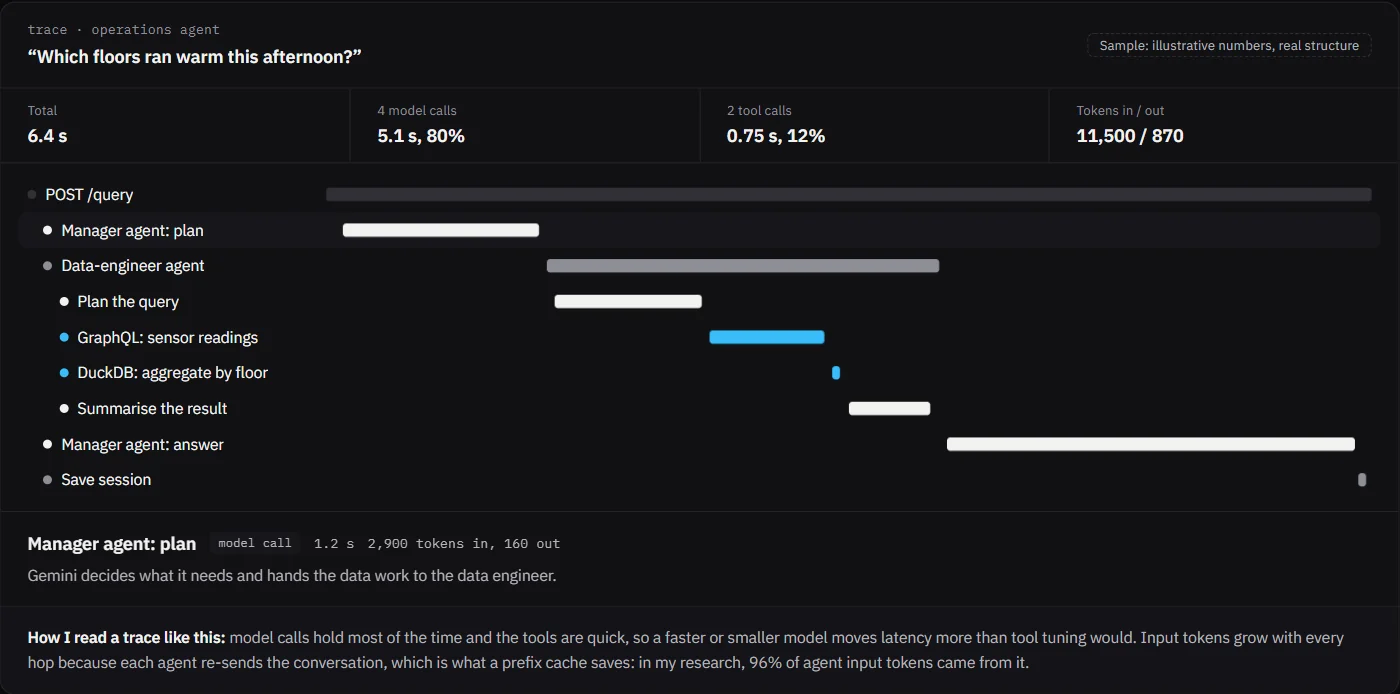 trace · operations agent
“Which floors ran warm this afternoon?”
Sample: illustrative numbers, real structure
Total
6.4 s
4 model calls
5.1 s, 80%
2 tool calls
0.75 s, 12%
Tokens in / out
11,500 / 870
POST /query
Manager agent: plan
Data-engineer agent
Plan the query
GraphQL: sensor readings
DuckDB: aggregate by floor
Summarise the result
Manager agent: answer
Save session
Manager agent: plan model call 1.2 s 2,900 tokens in, 160 out
Gemini decides what it needs and hands the data work to the data engineer.
How I read a trace like this: model calls hold most of the time and the tools are quick, so a faster or smaller model moves latency more than tool tuning would. Input tokens grow with every
hop because each agent re-sends the conversation, which is what a prefix cache saves: in my research, 96% of agent input tokens came from it.